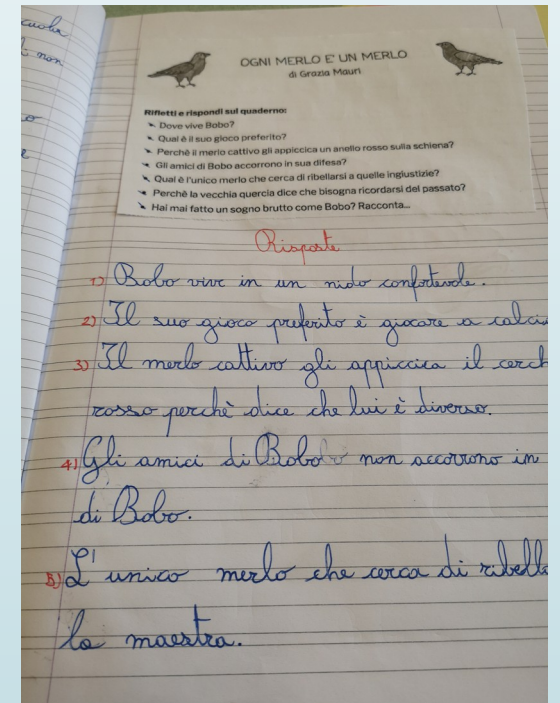 cuola
non
OGNI MERLO E' UN MERLO
di Grazia Mauri
Rifletti e rispondi sul quaderno:
Dove vive Bobo?
Qual è il suo gioco preferito?
Perchè il merlo cattivo gli appiccica un anello rosso sulla schiena?
Gli amici di Bobo accorrono in sua difesa?
Qual è l'unico merlo che cerca di ribellarsi a quelle ingiustizie?
Perchè la vecchia quercia dice che bisogna ricordarsi del passato?
Hai mai fatto un sogno brutto come Bobo? Racconta...
Risposte
1) Bobo vive in un nido confortevole.
2) Il suo gioco preferito è giocare a calci
3) Il merlo cattivo gli appiccica il cerch
rosso perchè dice che lui è diverso.
4) Gli amici di Bobo non accorrono in
di Bobo.
5) L'unico merlo che cerca di ribell
la maestra.